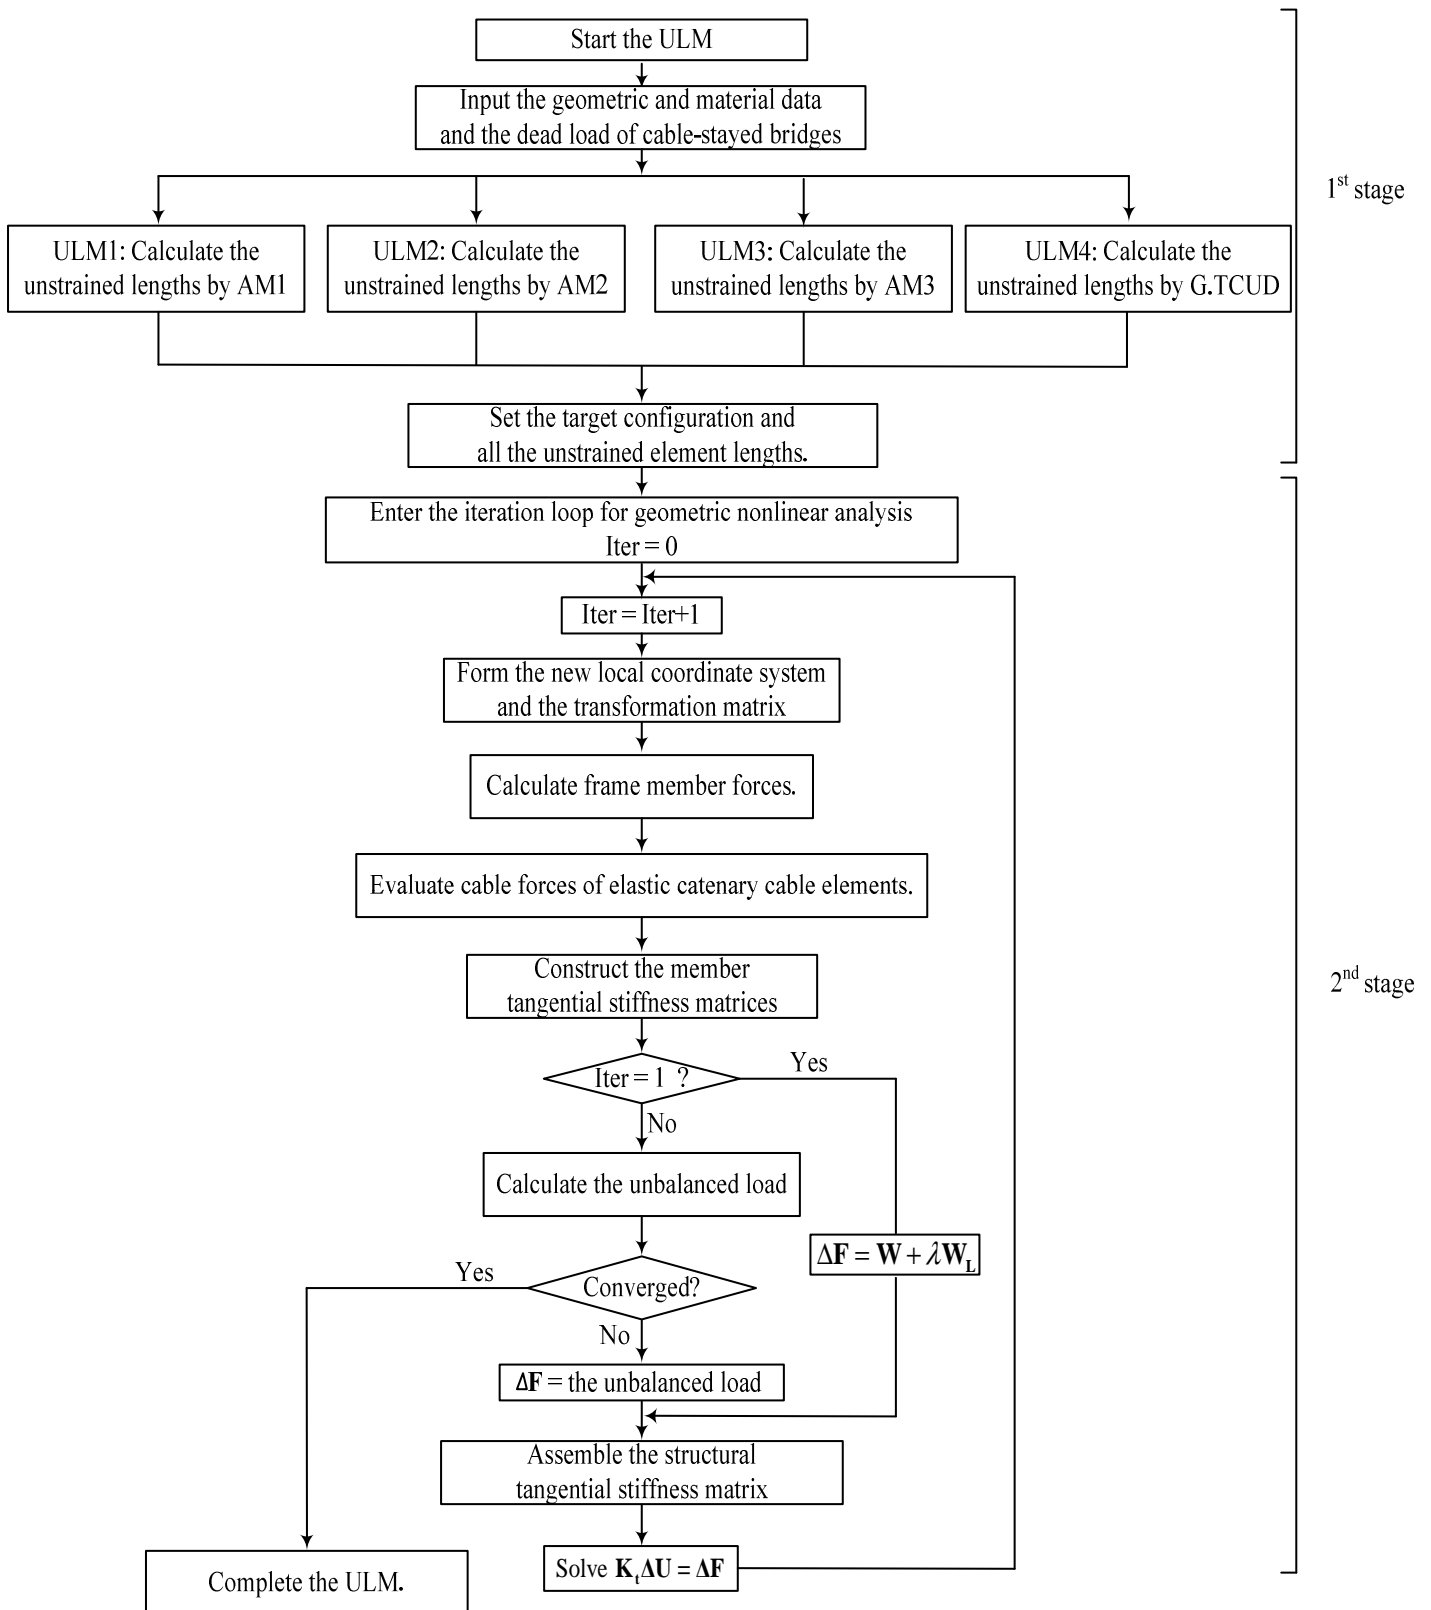 Start the ULM
Input the geometric and material data
and the dead load of cable-stayed bridges
1st stage
ULM1: Calculate the
unstrained lengths by AM1
ULM2: Calculate the
unstrained lengths by AM2
ULM3: Calculate the
unstrained lengths by AM3
ULM4: Calculate the
unstrained lengths by G.TCUD
Set the target configuration and
all the unstrained element lengths.
Enter the iteration loop for geometric nonlinear analysis
Iter = 0
Iter = Iter+1
Form the new local coordinate system
and the transformation matrix
Calculate frame member forces.
Evaluate cable forces of elastic catenary cable elements.
Construct the member
tangential stiffness matrices
2nd stage
Iter = 1 ?
Yes
No
Calculate the unbalanced load
ΔF = W + λW_L
Converged?
Yes
No
ΔF = the unbalanced load
Assemble the structural
tangential stiffness matrix
Solve K_tΔU = ΔF
Complete the ULM.